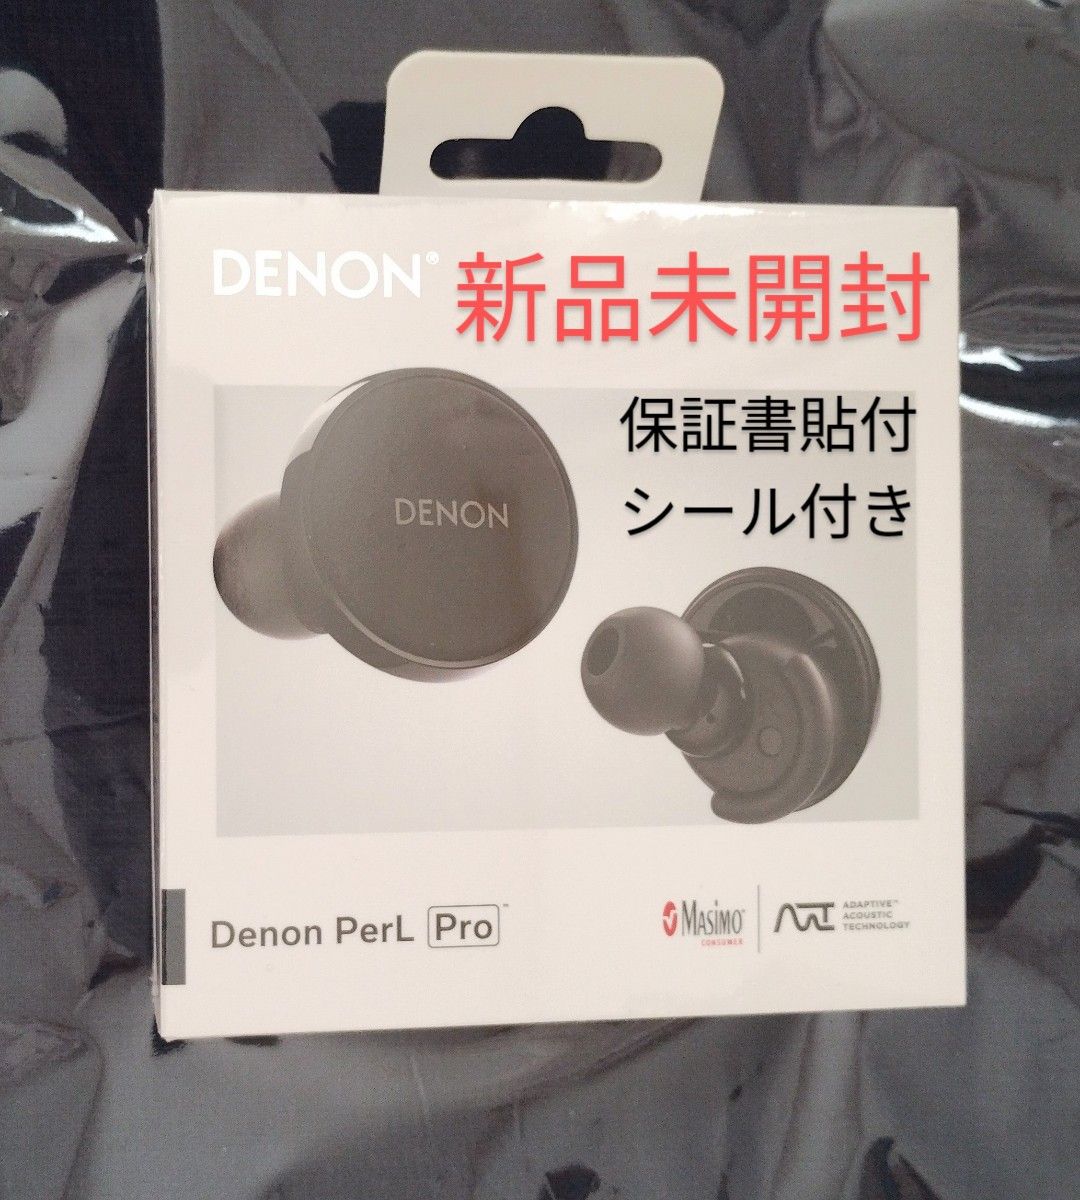 DENON® 新品未開封
保証書貼付
シール付き
DENON
Denon PerL Pro™
MASIMO™
CONSUMER
ADAPTIVE™
ACOUSTIC
TECHNOLOGY